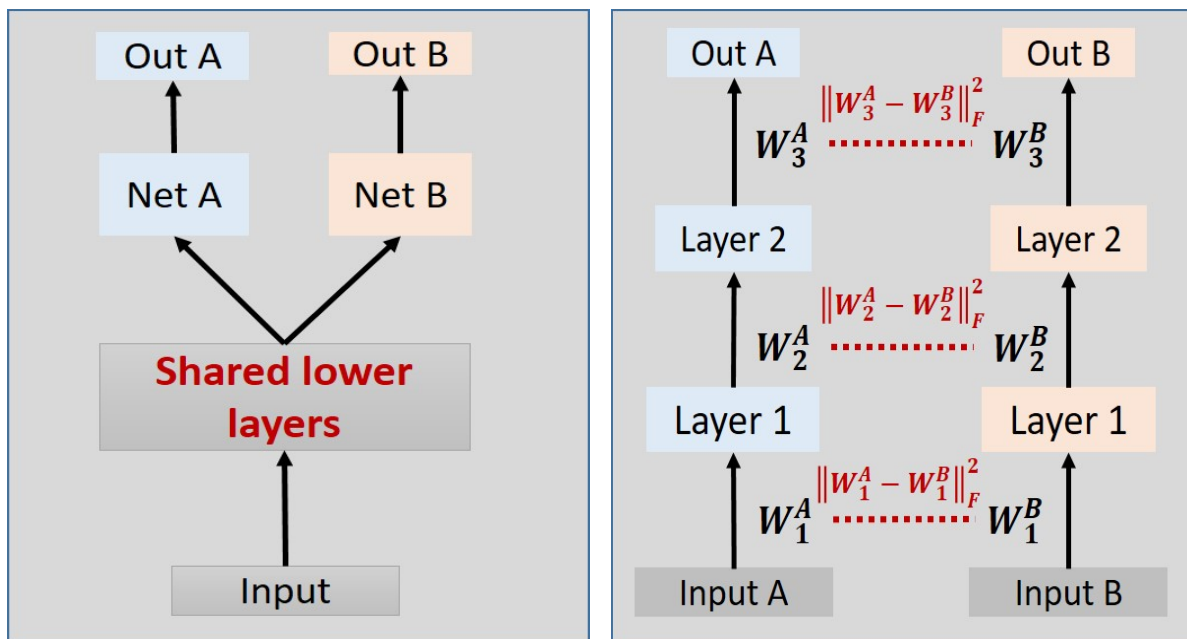 Out A
Out B
Net A
Net B
Shared lower
layers
Input
Out A
Out B
‖W₃ᴬ − W₃ᴮ‖²_F
W₃ᴬ
W₃ᴮ
Layer 2
Layer 2
‖W₂ᴬ − W₂ᴮ‖²_F
W₂ᴬ
W₂ᴮ
Layer 1
Layer 1
‖W₁ᴬ − W₁ᴮ‖²_F
W₁ᴬ
W₁ᴮ
Input A
Input B